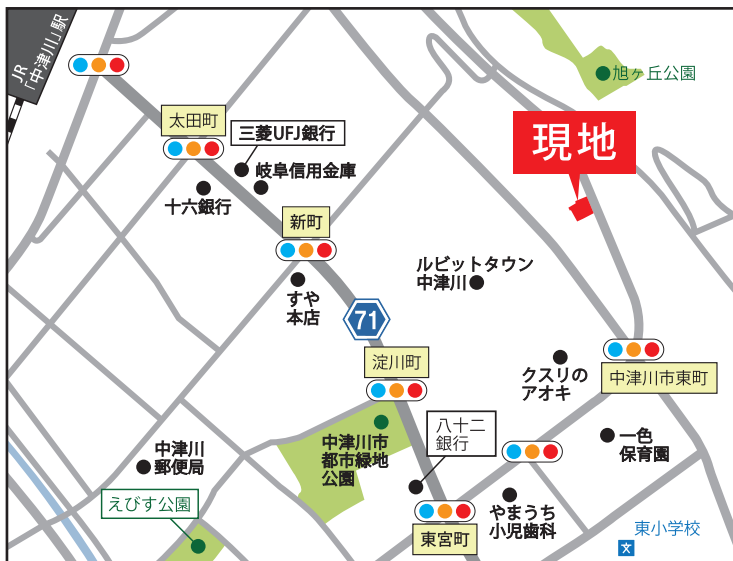 JR
「中津川」駅
旭ヶ丘公園
太田町
三菱UFJ銀行
現地
岐阜信用金庫
十六銀行
新町
ルビットタウン
中津川
すや
本店
71
淀川町
クスリの
アオキ
中津川市東町
中津川
郵便局
中津川市
都市緑地
公園
八十二
銀行
一色
保育園
えびす公園
やまうち
小児歯科
東宮町
東小学校
文